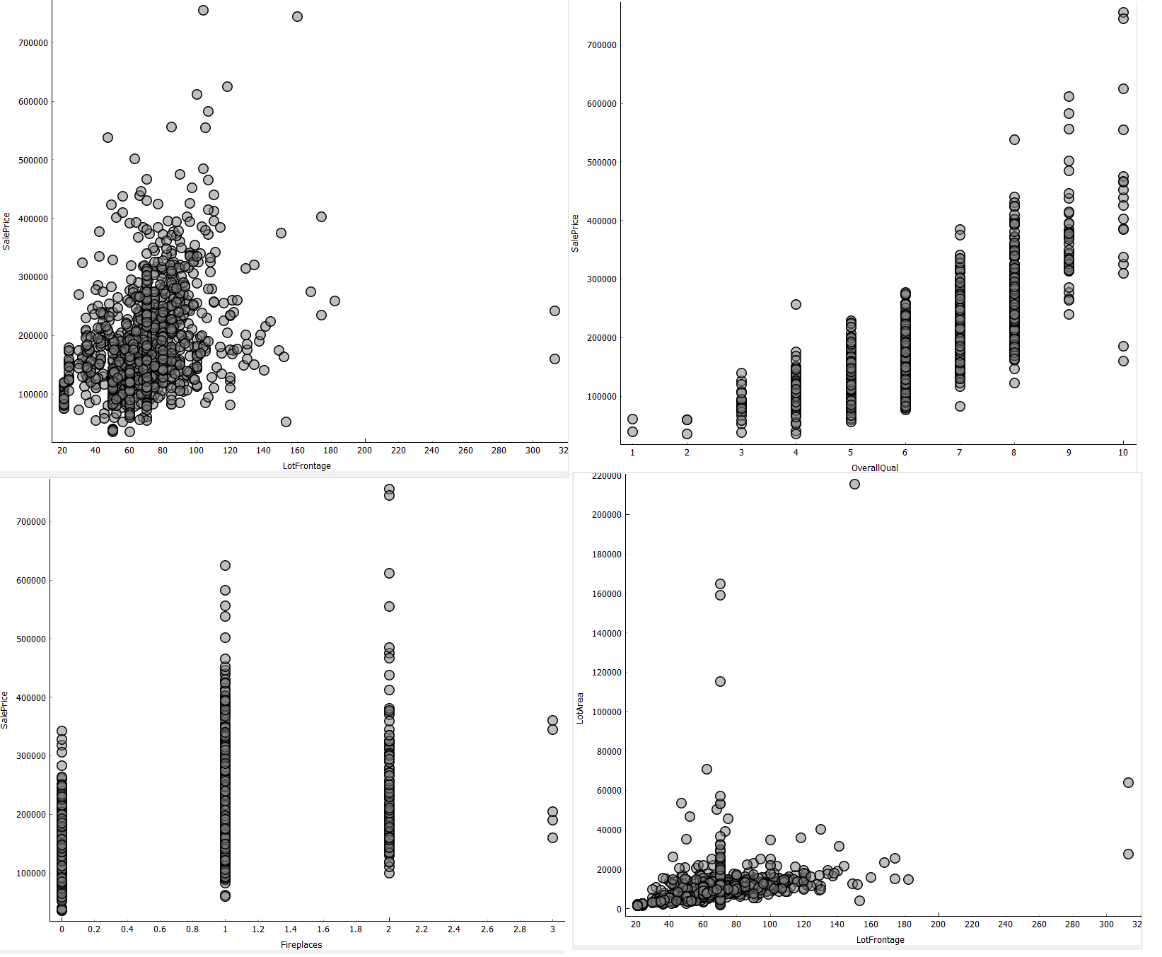 700000
600000
500000
400000
300000
200000
100000
SalePrice
20 40 60 80 100 120 140 160 180 200 220 240 260 280 300 32
LotFrontage
700000
600000
500000
400000
300000
200000
100000
SalePrice
1 2 3 4 5 6 7 8 9 10
OverallQual
700000
600000
500000
400000
300000
200000
100000
SalePrice
0 0.2 0.4 0.6 0.8 1 1.2 1.4 1.6 1.8 2 2.2 2.4 2.6 2.8 3
Fireplaces
220000
200000
180000
160000
140000
120000
100000
80000
60000
40000
20000
0
LotArea
20 40 60 80 100 120 140 160 180 200 220 240 260 280 300 32
LotFrontage